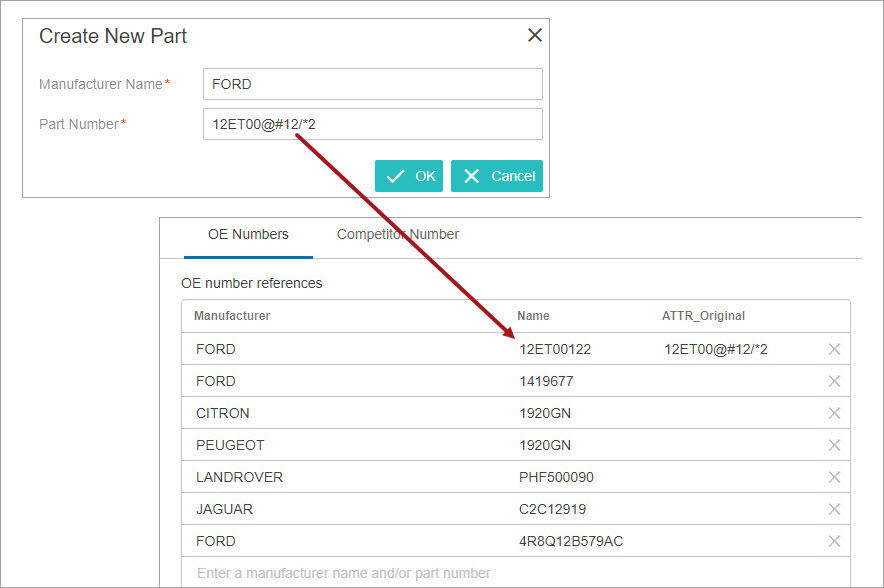 Create New Part
Manufacturer Name* FORD
Part Number* 12ET00@#12/*2
OK Cancel
OE Numbers Competitor Number
OE number references
Manufacturer Name ATTR_Original
FORD 12ET00122 12ET00@#12/*2
FORD 1419677
CITRON 1920GN
PEUGEOT 1920GN
LANDROVER PHF500090
JAGUAR C2C12919
FORD 4R8Q12B579AC
Enter a manufacturer name and/or part number